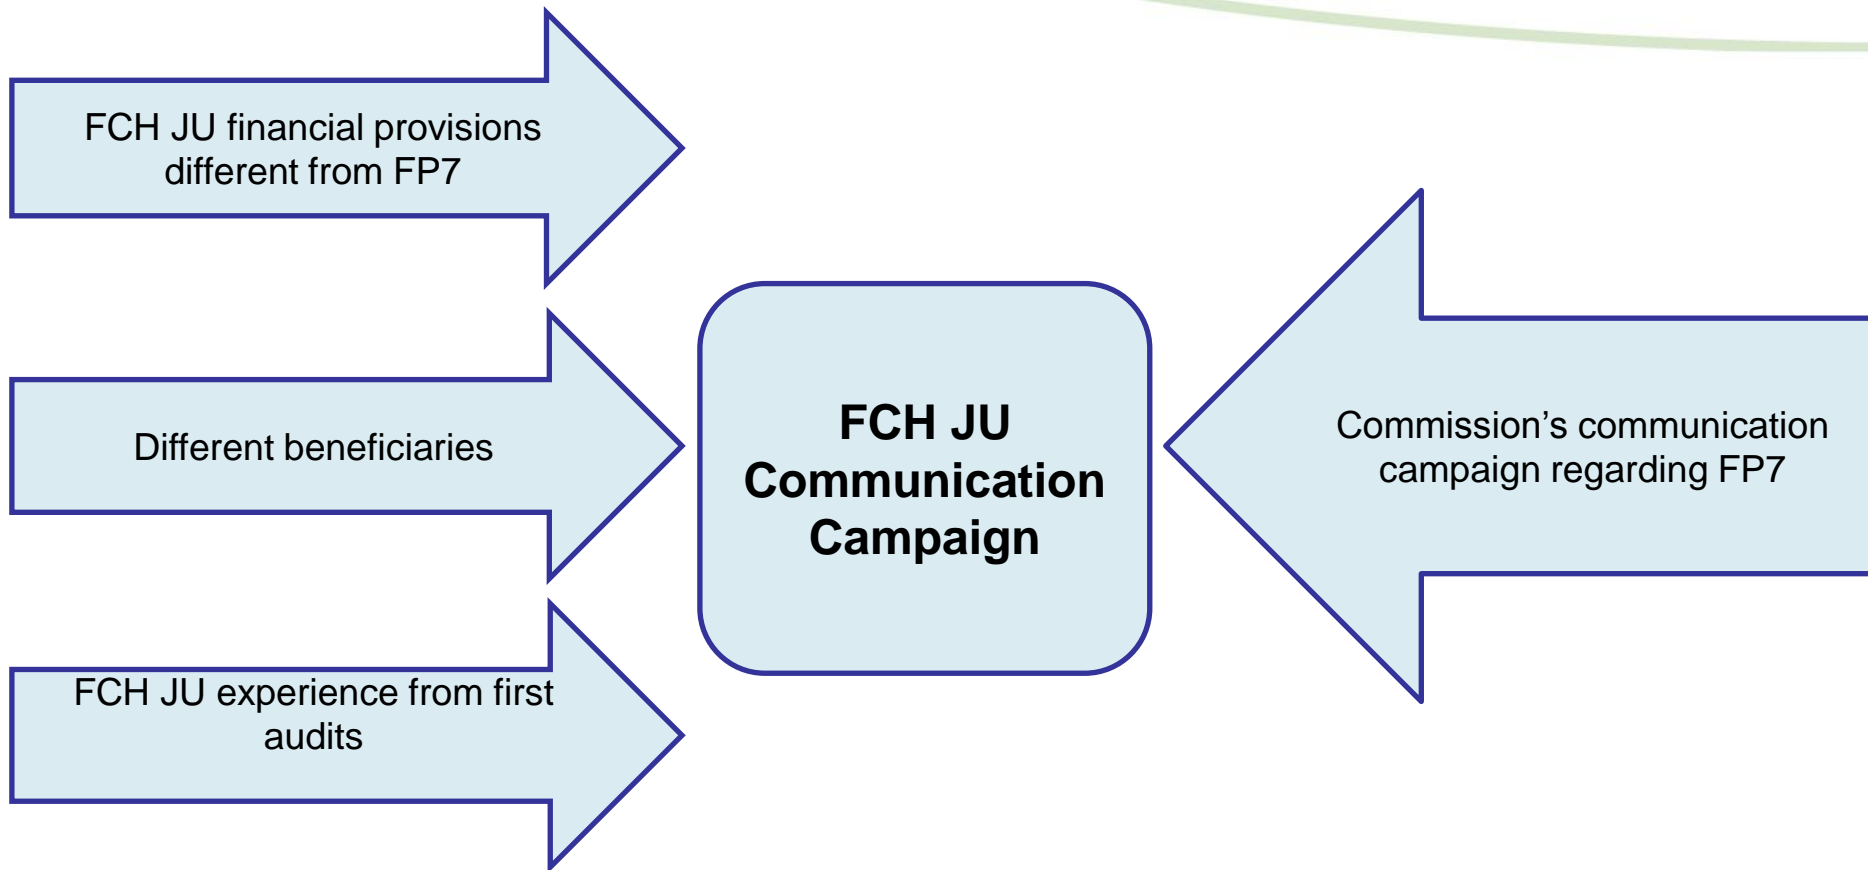 FCH JU financial provisions
different from FP7
Different beneficiaries
FCH JU experience from first
audits
FCH JU
Communication
Campaign
Commission’s communication
campaign regarding FP7